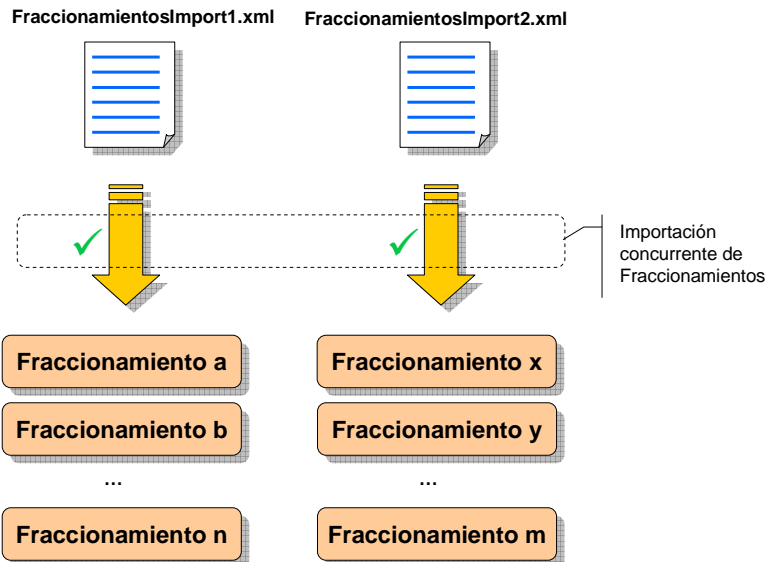 FraccionamientosImport1.xml
FraccionamientosImport2.xml
Importación
concurrente de
Fraccionamientos
Fraccionamiento a
Fraccionamiento x
Fraccionamiento b
Fraccionamiento y
...
...
Fraccionamiento n
Fraccionamiento m